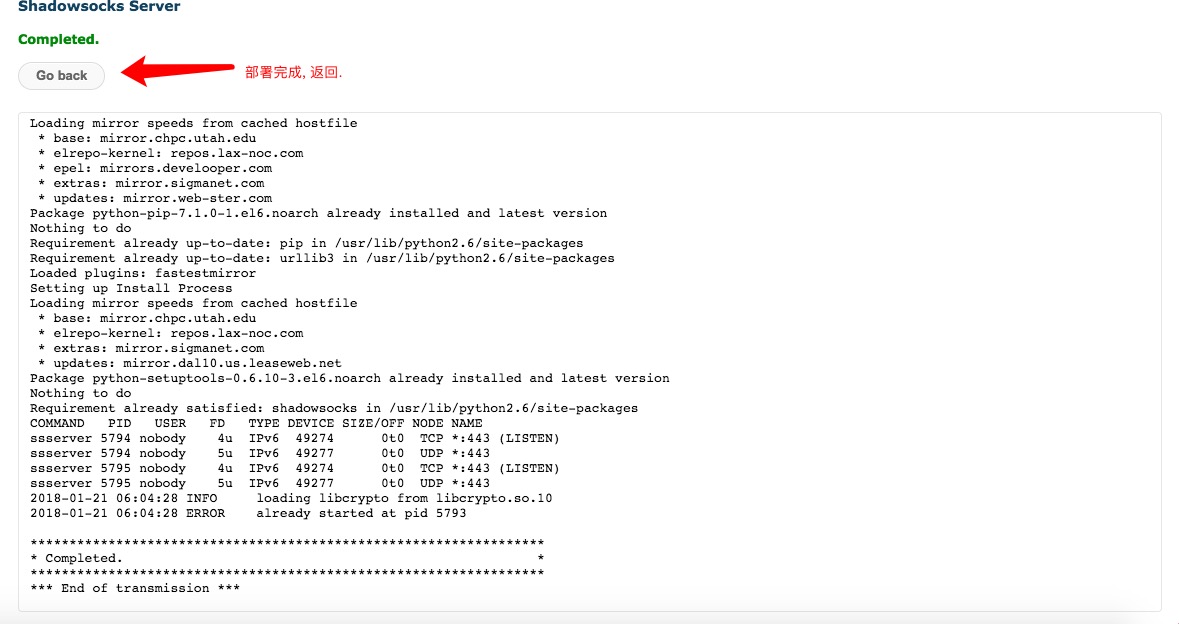 Shadowsocks Server
Completed.
Go back
部署完成, 返回.
Loading mirror speeds from cached hostfile
* base: mirror.chpc.utah.edu
* elrepo-kernel: repos.lax-noc.com
* epel: mirrors.develooper.com
* extras: mirror.sigmanet.com
* updates: mirror.web-ster.com
Package python-pip-7.1.0-1.el6.noarch already installed and latest version
Nothing to do
Requirement already up-to-date: pip in /usr/lib/python2.6/site-packages
Requirement already up-to-date: urllib3 in /usr/lib/python2.6/site-packages
Loaded plugins: fastestmirror
Setting up Install Process
Loading mirror speeds from cached hostfile
* base: mirror.chpc.utah.edu
* elrepo-kernel: repos.lax-noc.com
* extras: mirror.sigmanet.com
* updates: mirror.dal10.us.leaseweb.net
Package python-setuptools-0.6.10-3.el6.noarch already installed and latest version
Nothing to do
Requirement already satisfied: shadowsocks in /usr/lib/python2.6/site-packages
COMMAND PID USER FD TYPE DEVICE SIZE/OFF NODE NAME
ssserver 5794 nobody 4u IPv6 49274 0t0 TCP *:443 (LISTEN)
ssserver 5794 nobody 5u IPv6 49277 0t0 UDP *:443
ssserver 5795 nobody 4u IPv6 49274 0t0 TCP *:443 (LISTEN)
ssserver 5795 nobody 5u IPv6 49277 0t0 UDP *:443
2018-01-21 06:04:28 INFO loading libcrypto from libcrypto.so.10
2018-01-21 06:04:28 ERROR already started at pid 5793
******************************************************************
* Completed. *
******************************************************************
*** End of transmission ***